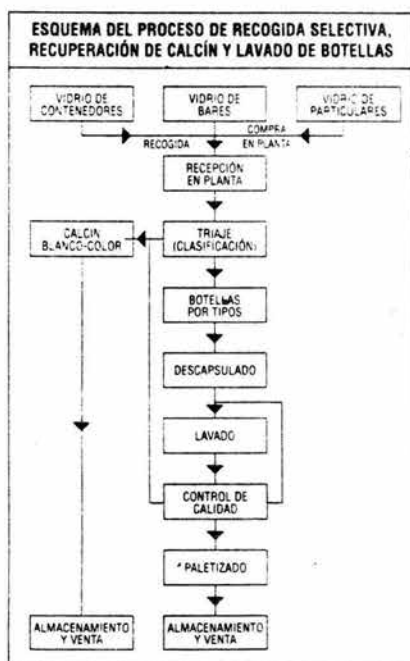 ESQUEMA DEL PROCESO DE RECOGIDA SELECTIVA,
RECUPERACIÓN DE CALCÍN Y LAVADO DE BOTELLAS
VIDRIO DE
CONTENEDORES
VIDRIO DE
BARES
VIDRIO DE
PARTICULARES
RECOGIDA
COMPRA
EN PLANTA
RECEPCIÓN
EN PLANTA
CALCIN
BLANCO-COLOR
TRIAJE
(CLASIFICACIÓN)
BOTELLAS
POR TIPOS
DESCAPSULADO
LAVADO
CONTROL DE
CALIDAD
PALETIZADO
ALMACENAMIENTO
Y VENTA
ALMACENAMIENTO
Y VENTA